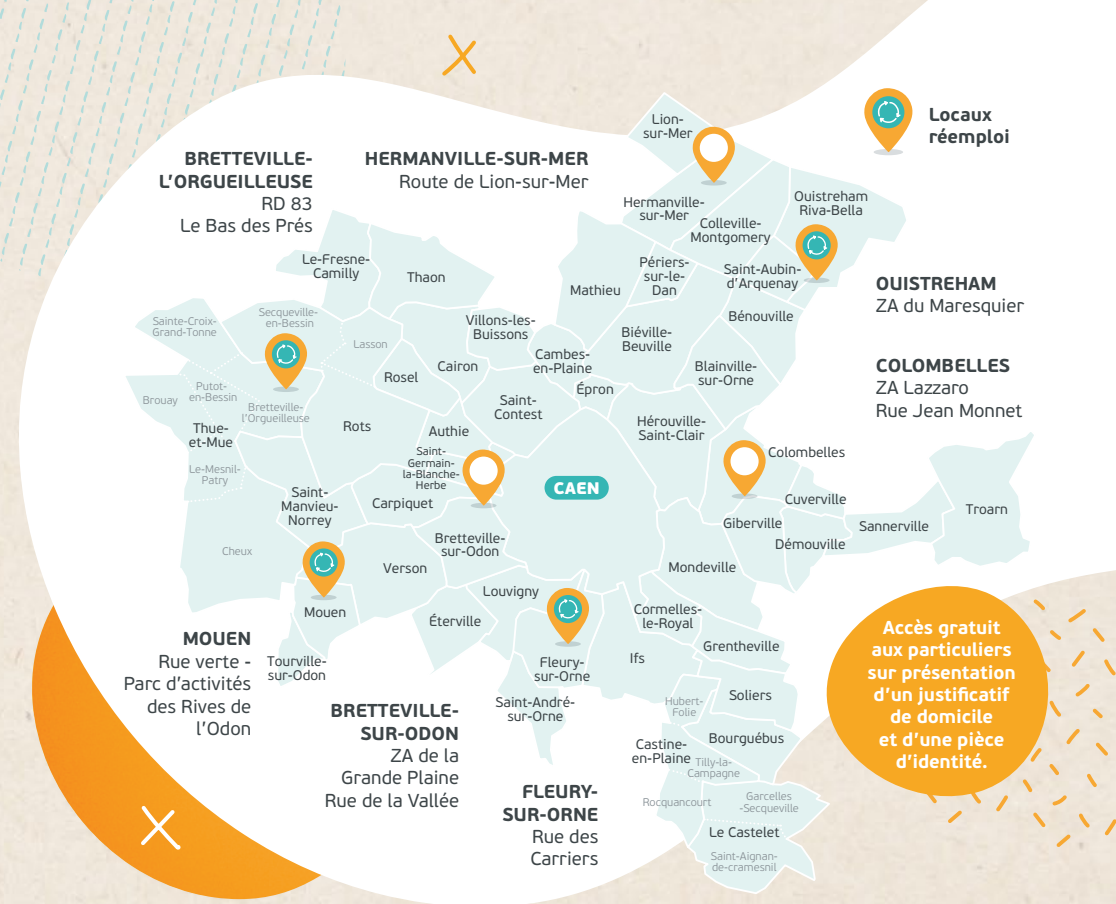 Locaux
réemploi
BRETTEVILLE-
L'ORGUEILLEUSE
RD 83
Le Bas des Prés
HERMANVILLE-SUR-MER
Route de Lion-sur-Mer
OUISTREHAM
ZA du Maresquier
COLOMBELLES
ZA Lazzaro
Rue Jean Monnet
Lion-
sur-Mer
Hermanville-
sur-Mer
Colleville-
Montgomery
Ouistreham
Riva-Bella
Périers-
sur-le-
Dan
Saint-Aubin-
d'Arquenay
Mathieu
Bénouville
Le-Fresne-
Camilly
Thaon
Villons-les-
Buissons
Biéville-
Beuville
Sainte-Croix-
Grand-Tonne
Secqueville-
en-Bessin
Lasson
Cambes-
en-Plaine
Blainville-
sur-Orne
Cairon
Rosel
Épron
Putot-
en-Bessin
Brouay
Bretteville-
l'Orgueilleuse
Saint-
Contest
Thue-
et-Mue
Rots
Authie
Hérouville-
Saint-Clair
Saint-
Germain-
la-Blanche-
Herbe
Colombelles
Le-Mesnil-
Patry
Saint-
Manvieu-
Norrey
Carpiquet
CAEN
Cuverville
Giberville
Démouville
Sannerville
Troarn
Cheux
Bretteville-
sur-Odon
Verson
Mondeville
Louvigny
Mouen
Éterville
Cormelles-
le-Royal
Grentheville
Tourville-
sur-Odon
Fleury-
sur-Orne
Ifs
Saint-André-
sur-Orne
Hubert-
Folie
Soliers
Bourguébus
Castine-
en-Plaine
Tilly-la-
Campagne
Rocquancourt
Garcelles
-Secqueville
Le Castelet
Saint-Aignan-
de-cramesnil
MOUEN
Rue verte -
Parc d'activités
des Rives de
l'Odon
BRETTEVILLE-
SUR-ODON
ZA de la
Grande Plaine
Rue de la Vallée
FLEURY-
SUR-ORNE
Rue des
Carriers
Accès gratuit
aux particuliers
sur présentation
d'un justificatif
de domicile
et d'une pièce
d'identité.